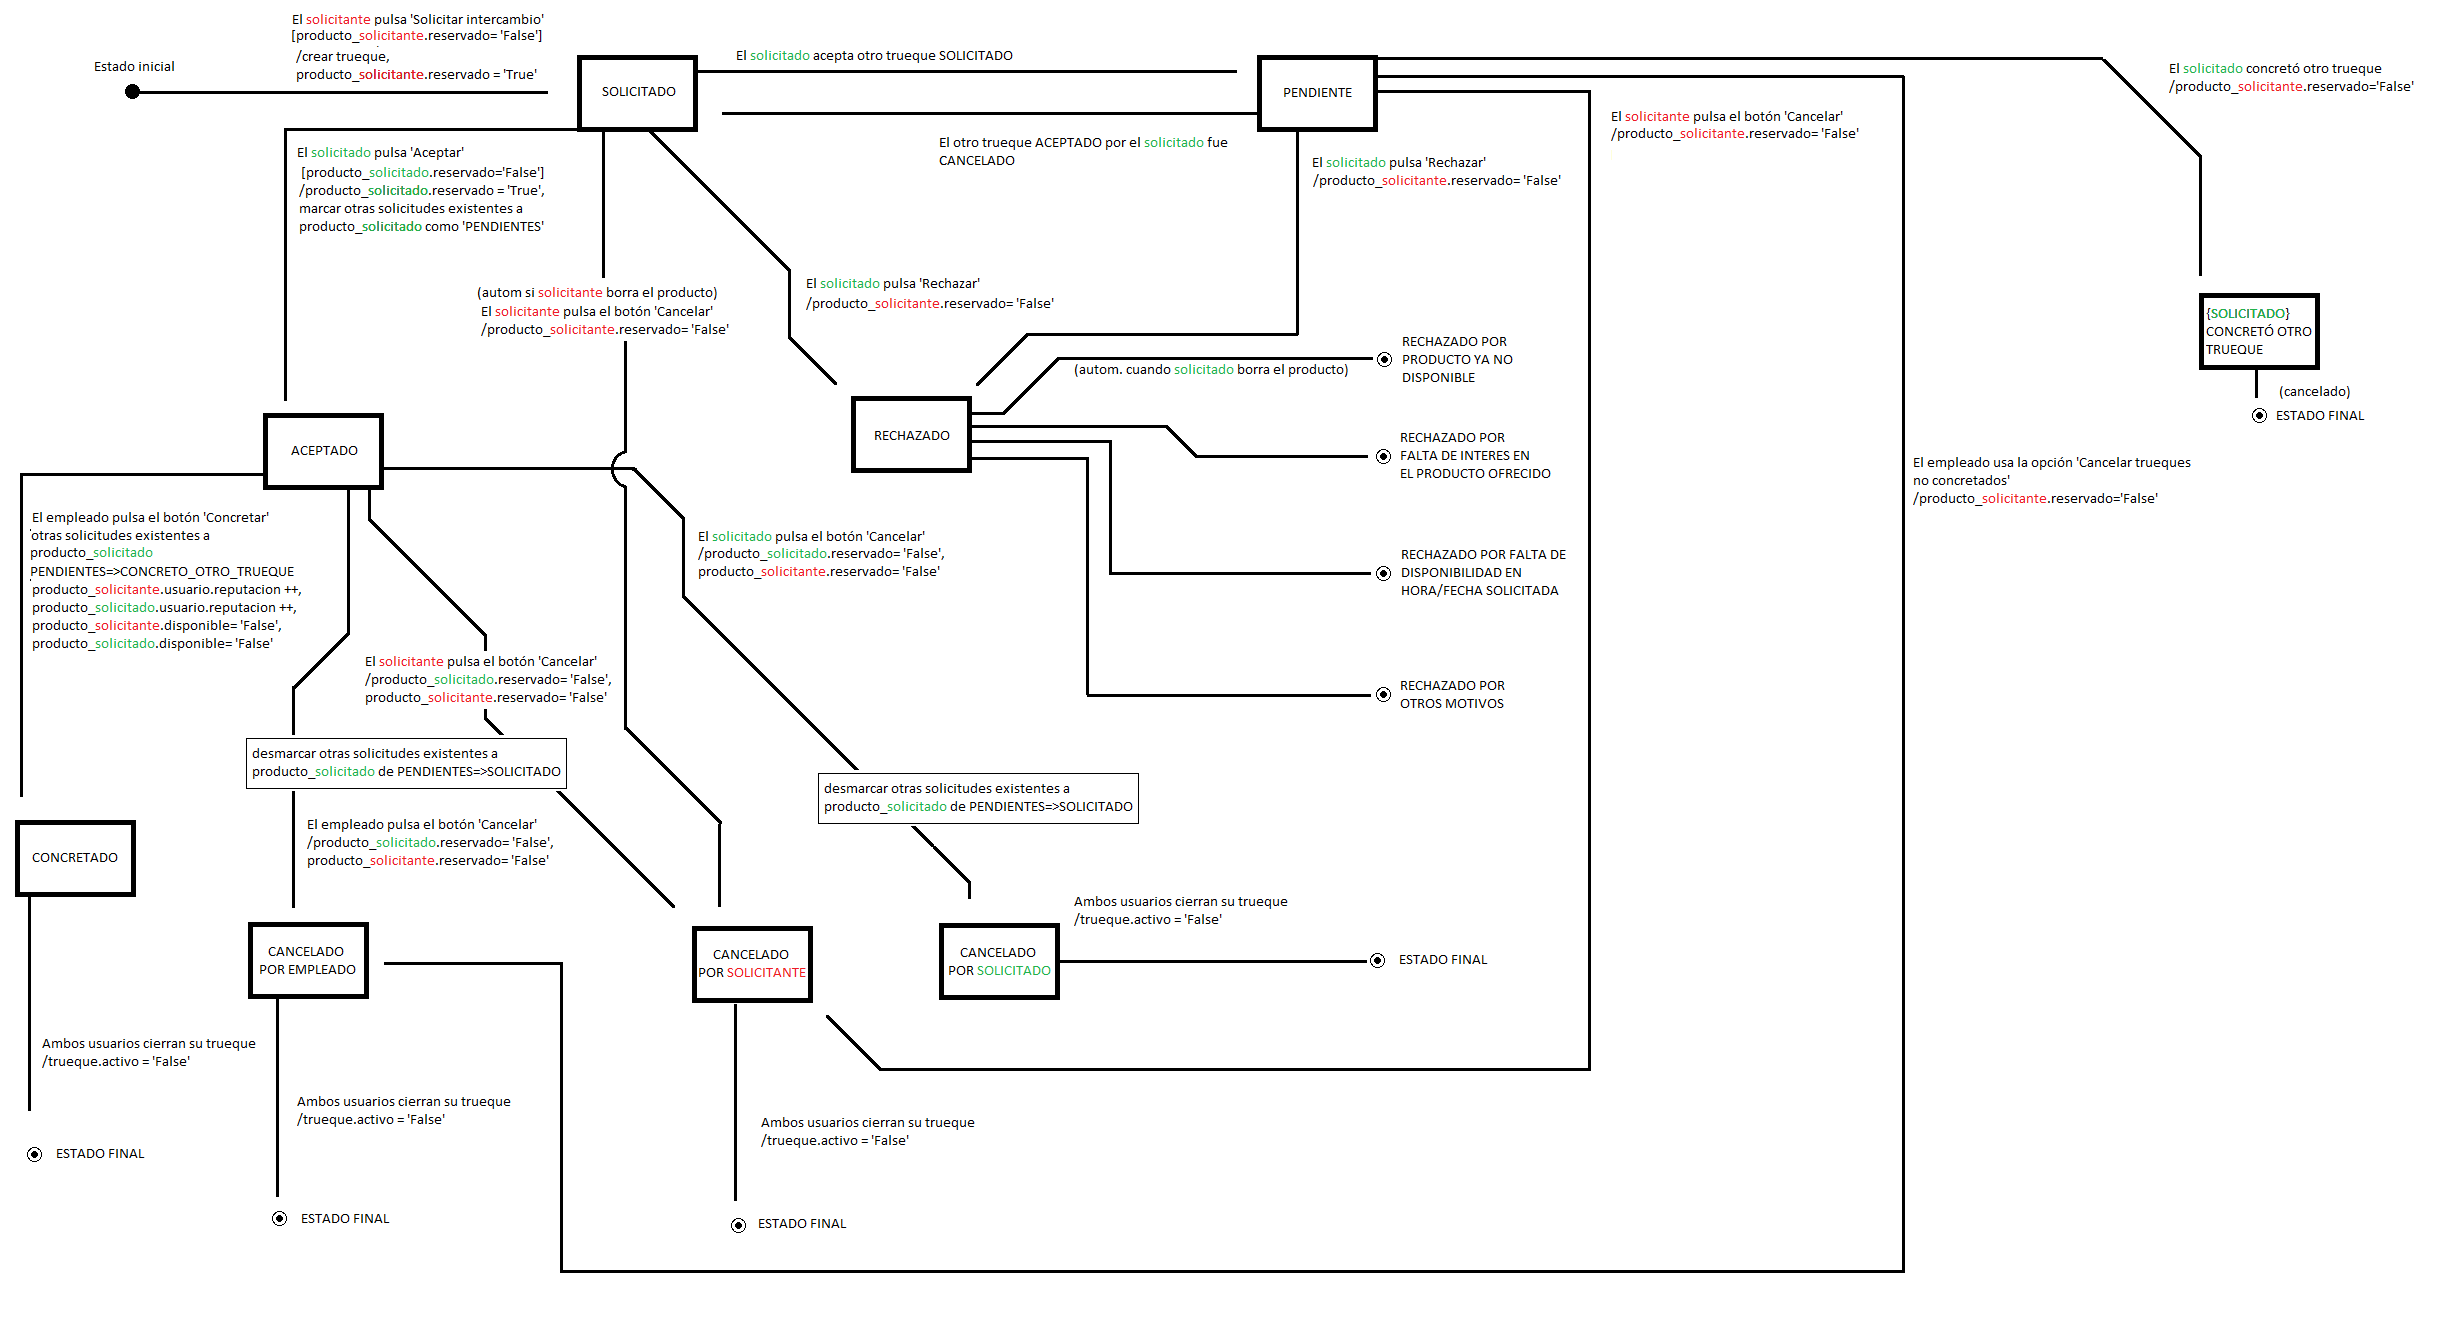 El solicitante pulsa 'Solicitar intercambio'
[producto_solicitante.reservado= 'False']
/crear trueque,
producto_solicitante.reservado = 'True'
Estado inicial
SOLICITADO
El solicitado acepta otro trueque SOLICITADO
PENDIENTE
El otro trueque ACEPTADO por el solicitado fue
CANCELADO
El solicitado concretó otro trueque
/producto_solicitante.reservado='False'
El solicitante pulsa el botón 'Cancelar'
/producto_solicitante.reservado= 'False'
El solicitado pulsa 'Rechazar'
/producto_solicitante.reservado= 'False'
El solicitado pulsa 'Aceptar'
[producto_solicitado.reservado='False']
/producto_solicitado.reservado = 'True',
marcar otras solicitudes existentes a
producto_solicitado como 'PENDIENTES'
(autom si solicitante borra el producto)
El solicitante pulsa el botón 'Cancelar'
/producto_solicitante.reservado= 'False'
El solicitado pulsa 'Rechazar'
/producto_solicitante.reservado= 'False'
{SOLICITADO}
CONCRETÓ OTRO
TRUEQUE
(cancelado)
ESTADO FINAL
RECHAZADO POR
PRODUCTO YA NO
DISPONIBLE
(autom. cuando solicitado borra el producto)
RECHAZADO
RECHAZADO POR
FALTA DE INTERES EN
EL PRODUCTO OFRECIDO
RECHAZADO POR FALTA DE
DISPONIBILIDAD EN
HORA/FECHA SOLICITADA
RECHAZADO POR
OTROS MOTIVOS
El empleado usa la opción 'Cancelar trueques
no concretados'
/producto_solicitante.reservado='False'
ACEPTADO
El empleado pulsa el botón 'Concretar'
otras solicitudes existentes a
producto_solicitado
PENDIENTES=>CONCRETO_OTRO_TRUEQUE
producto_solicitante.usuario.reputacion ++,
producto_solicitado.usuario.reputacion ++,
producto_solicitante.disponible= 'False',
producto_solicitado.disponible= 'False'
El solicitado pulsa el botón 'Cancelar'
/producto_solicitado.reservado= 'False',
producto_solicitante.reservado= 'False'
El solicitante pulsa el botón 'Cancelar'
/producto_solicitado.reservado= 'False',
producto_solicitante.reservado= 'False'
desmarcar otras solicitudes existentes a
producto_solicitado de PENDIENTES=>SOLICITADO
desmarcar otras solicitudes existentes a
producto_solicitado de PENDIENTES=>SOLICITADO
El empleado pulsa el botón 'Cancelar'
/producto_solicitado.reservado= 'False',
producto_solicitante.reservado= 'False'
CONCRETADO
CANCELADO
POR EMPLEADO
CANCELADO
POR SOLICITANTE
CANCELADO
POR SOLICITADO
Ambos usuarios cierran su trueque
/trueque.activo = 'False'
ESTADO FINAL
Ambos usuarios cierran su trueque
/trueque.activo = 'False'
ESTADO FINAL
Ambos usuarios cierran su trueque
/trueque.activo = 'False'
ESTADO FINAL
Ambos usuarios cierran su trueque
/trueque.activo = 'False'
ESTADO FINAL